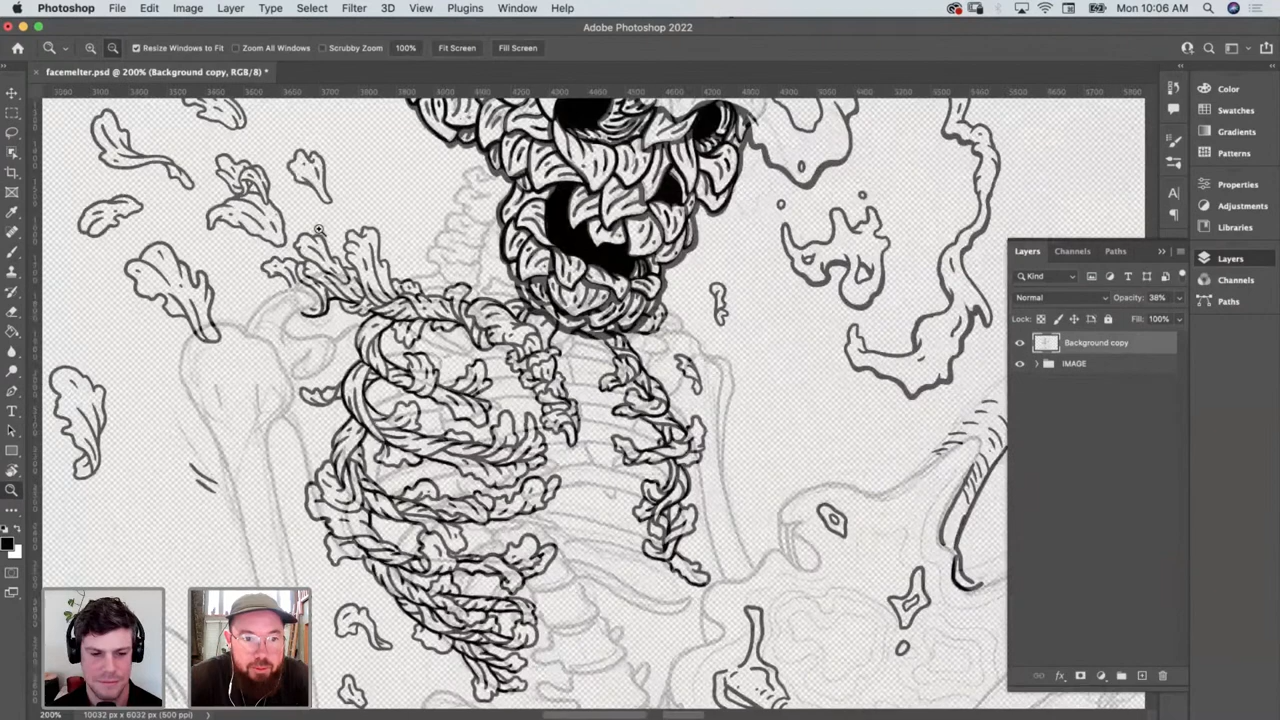 Photoshop File Edit Image Layer Type Select Filter 3D View Plugins Window Help
Mon 10:06 AM
Adobe Photoshop 2022
Resize Windows to Fit Zoom All Windows Scrubby Zoom 100% Fit Screen Fill Screen
facemelter.psd @ 200% (Background copy, RGB/8) *
Color
Swatches
Gradients
Patterns
Properties
Adjustments
Libraries
Layers
Channels
Paths
Layers Channels Paths
Kind
Normal Opacity: 38%
Lock: Fill: 100%
Background copy
IMAGE
fx
200% 10032 px x 6032 px (500 ppi)